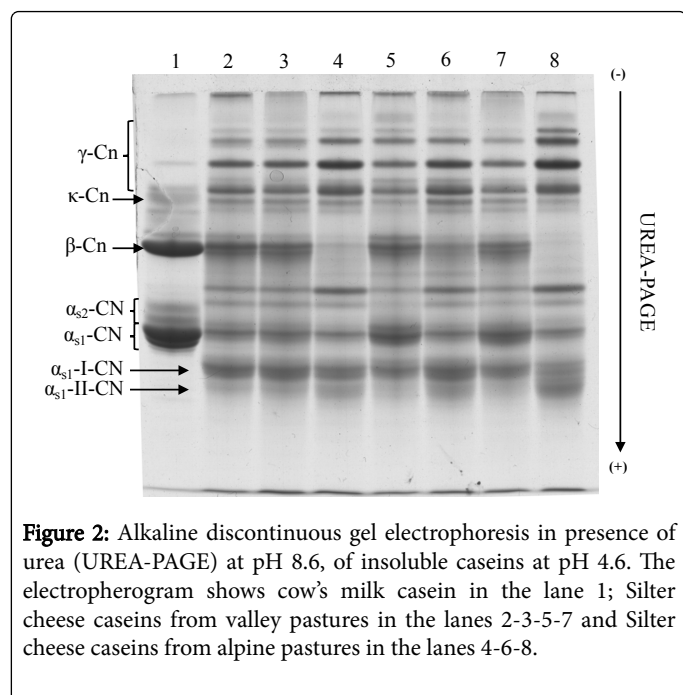 1 2 3 4 5 6 7 8
(-)
γ-Cn
κ-Cn
β-Cn
α_s2-CN
α_s1-CN
α_s1-I-CN
α_s1-II-CN
UREA-PAGE
(+)
Figure 2: Alkaline discontinuous gel electrophoresis in presence of
urea (UREA-PAGE) at pH 8.6, of insoluble caseins at pH 4.6. The
electropherogram shows cow's milk casein in the lane 1; Silter
cheese caseins from valley pastures in the lanes 2-3-5-7 and Silter
cheese caseins from alpine pastures in the lanes 4-6-8.